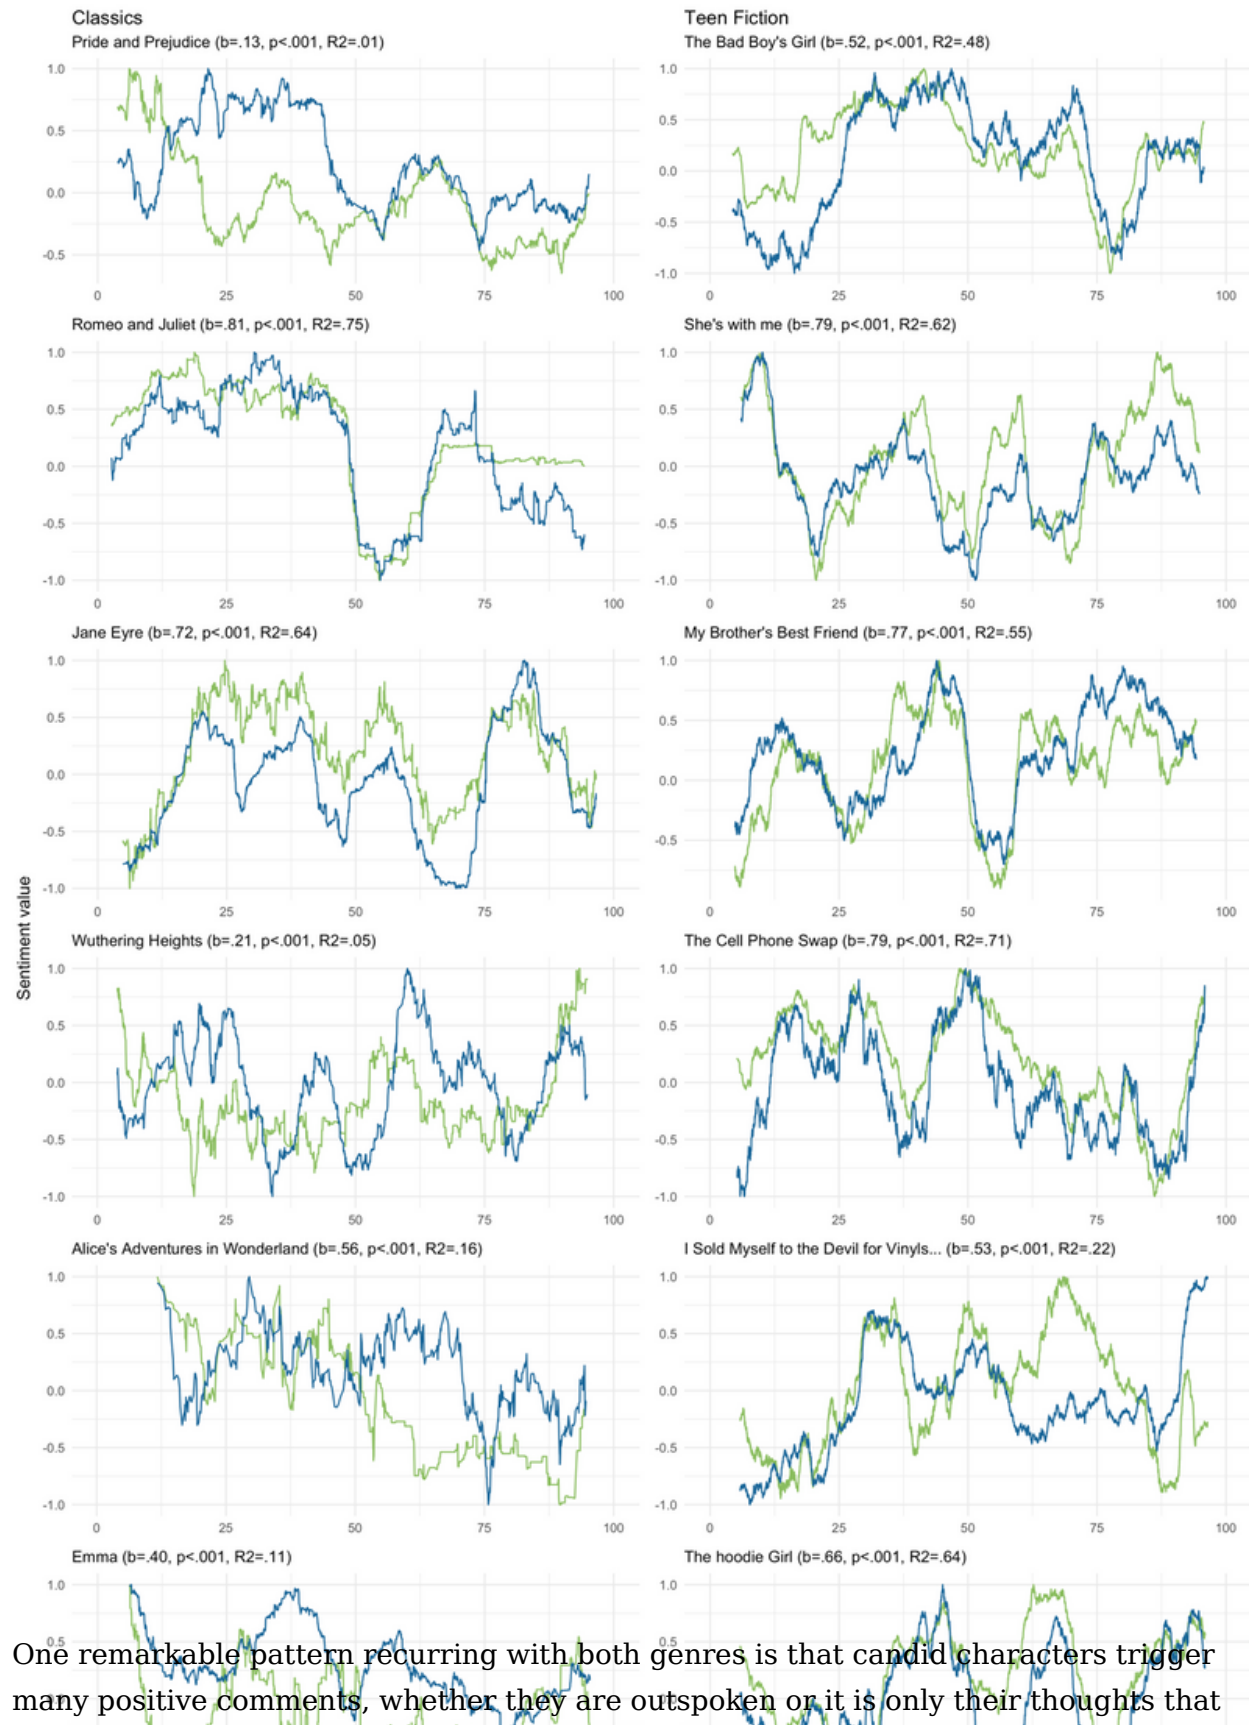 Classics
Teen Fiction
Pride and Prejudice (b=.13, p<.001, R2=.01)
The Bad Boy's Girl (b=.52, p<.001, R2=.48)
1.0
0.5
0.0
-0.5
0 25 50 75 100
1.0
0.5
0.0
-0.5
-1.0
0 25 50 75 100
Romeo and Juliet (b=.81, p<.001, R2=.75)
She's with me (b=.79, p<.001, R2=.62)
1.0
0.5
0.0
-0.5
-1.0
0 25 50 75 100
1.0
0.5
0.0
-0.5
-1.0
0 25 50 75 100
Jane Eyre (b=.72, p<.001, R2=.64)
My Brother's Best Friend (b=.77, p<.001, R2=.55)
1.0
0.5
0.0
-0.5
-1.0
0 25 50 75 100
1.0
0.5
0.0
-0.5
0 25 50 75 100
Sentiment value
Wuthering Heights (b=.21, p<.001, R2=.05)
The Cell Phone Swap (b=.79, p<.001, R2=.71)
1.0
0.5
0.0
-0.5
-1.0
0 25 50 75 100
1.0
0.5
0.0
-0.5
-1.0
0 25 50 75 100
Alice's Adventures in Wonderland (b=.56, p<.001, R2=.16)
I Sold Myself to the Devil for Vinyls... (b=.53, p<.001, R2=.22)
1.0
0.5
0.0
-0.5
-1.0
0 25 50 75 100
1.0
0.5
0.0
-0.5
-1.0
0 25 50 75 100
Emma (b=.40, p<.001, R2=.11)
The hoodie Girl (b=.66, p<.001, R2=.64)
1.0
0.5
1.0
One remarkable pattern recurring with both genres is that candid characters trigger
many positive comments, whether they are outspoken or it is only their thoughts that